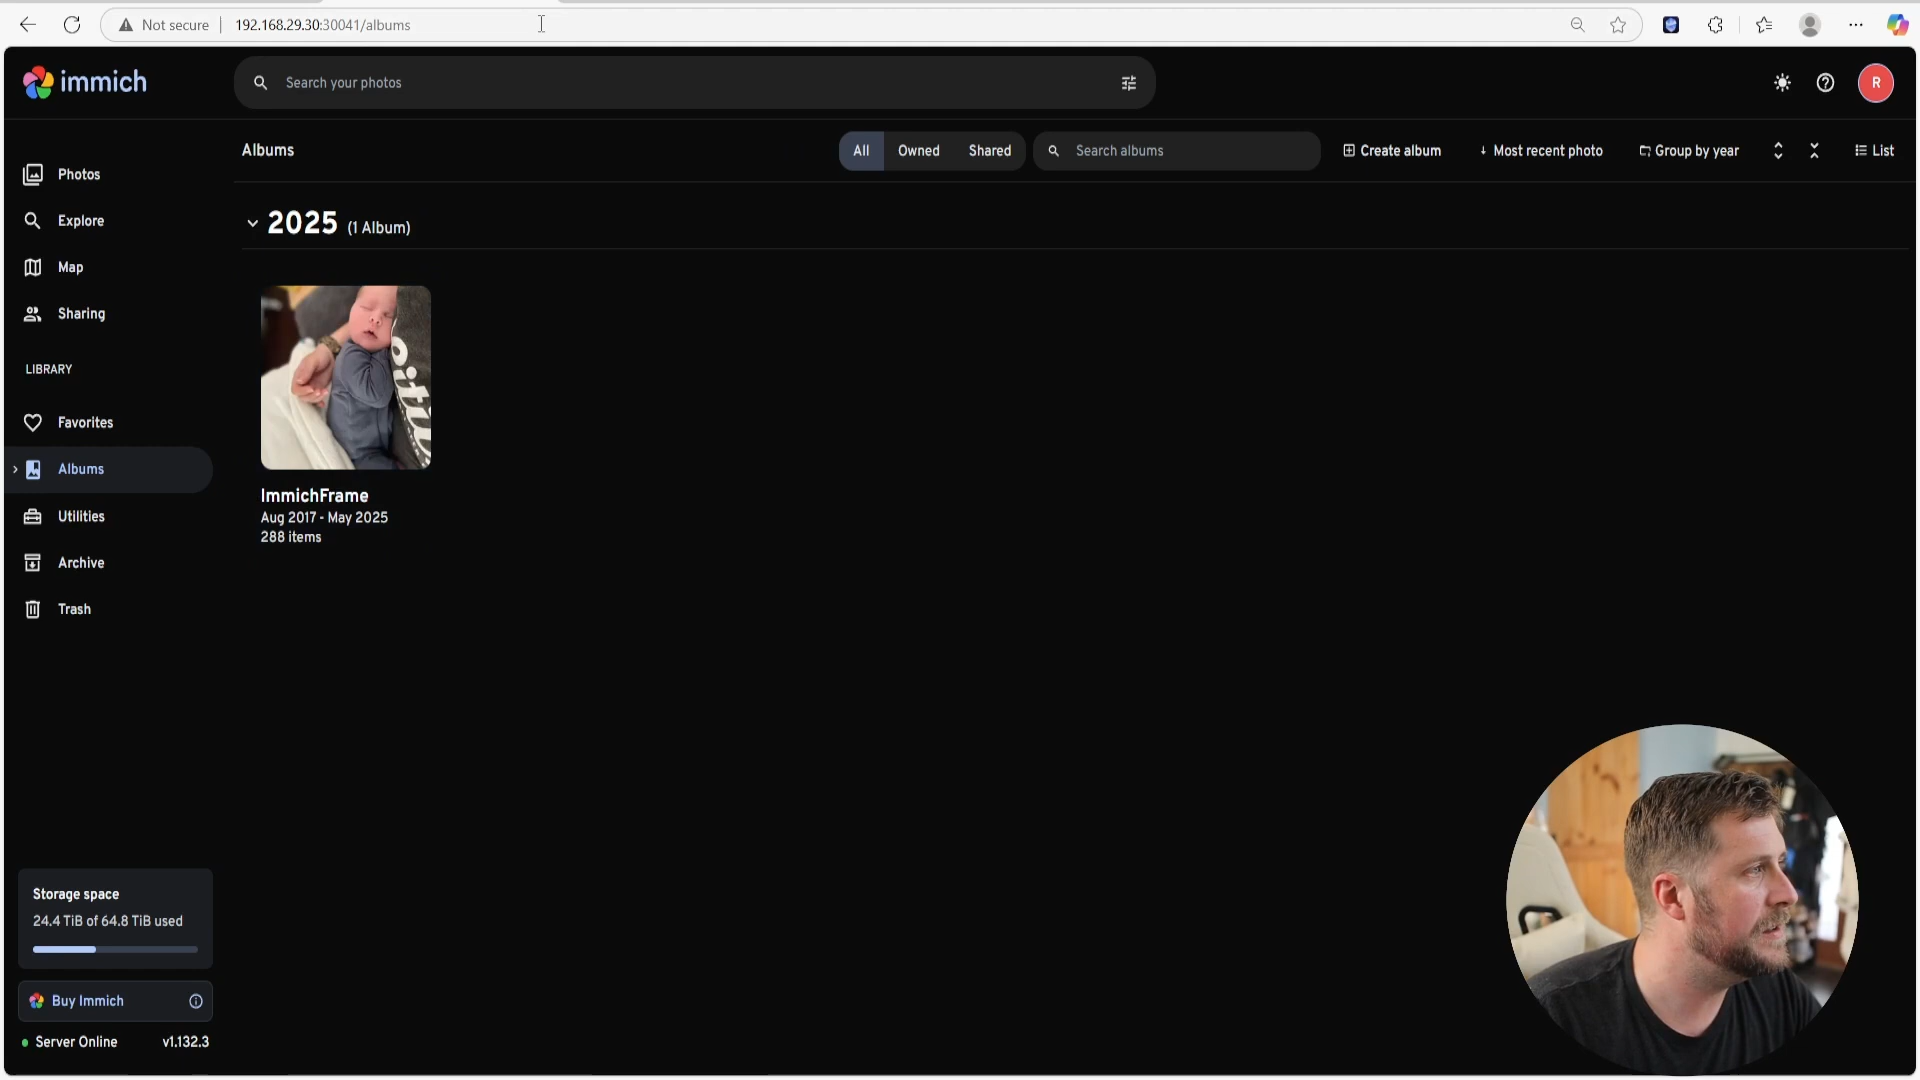 Not secure
192.168.29.30:30041/albums
immich
Search your photos
R
Albums
All
Owned
Shared
Search albums
Create album
Most recent photo
Group by year
List
Photos
Explore
Map
Sharing
LIBRARY
Favorites
Albums
Utilities
Archive
Trash
2025 (1 Album)
ImmichFrame
Aug 2017 - May 2025
288 items
Storage space
24.4 TiB of 64.8 TiB used
Buy Immich
Server Online
v1.132.3